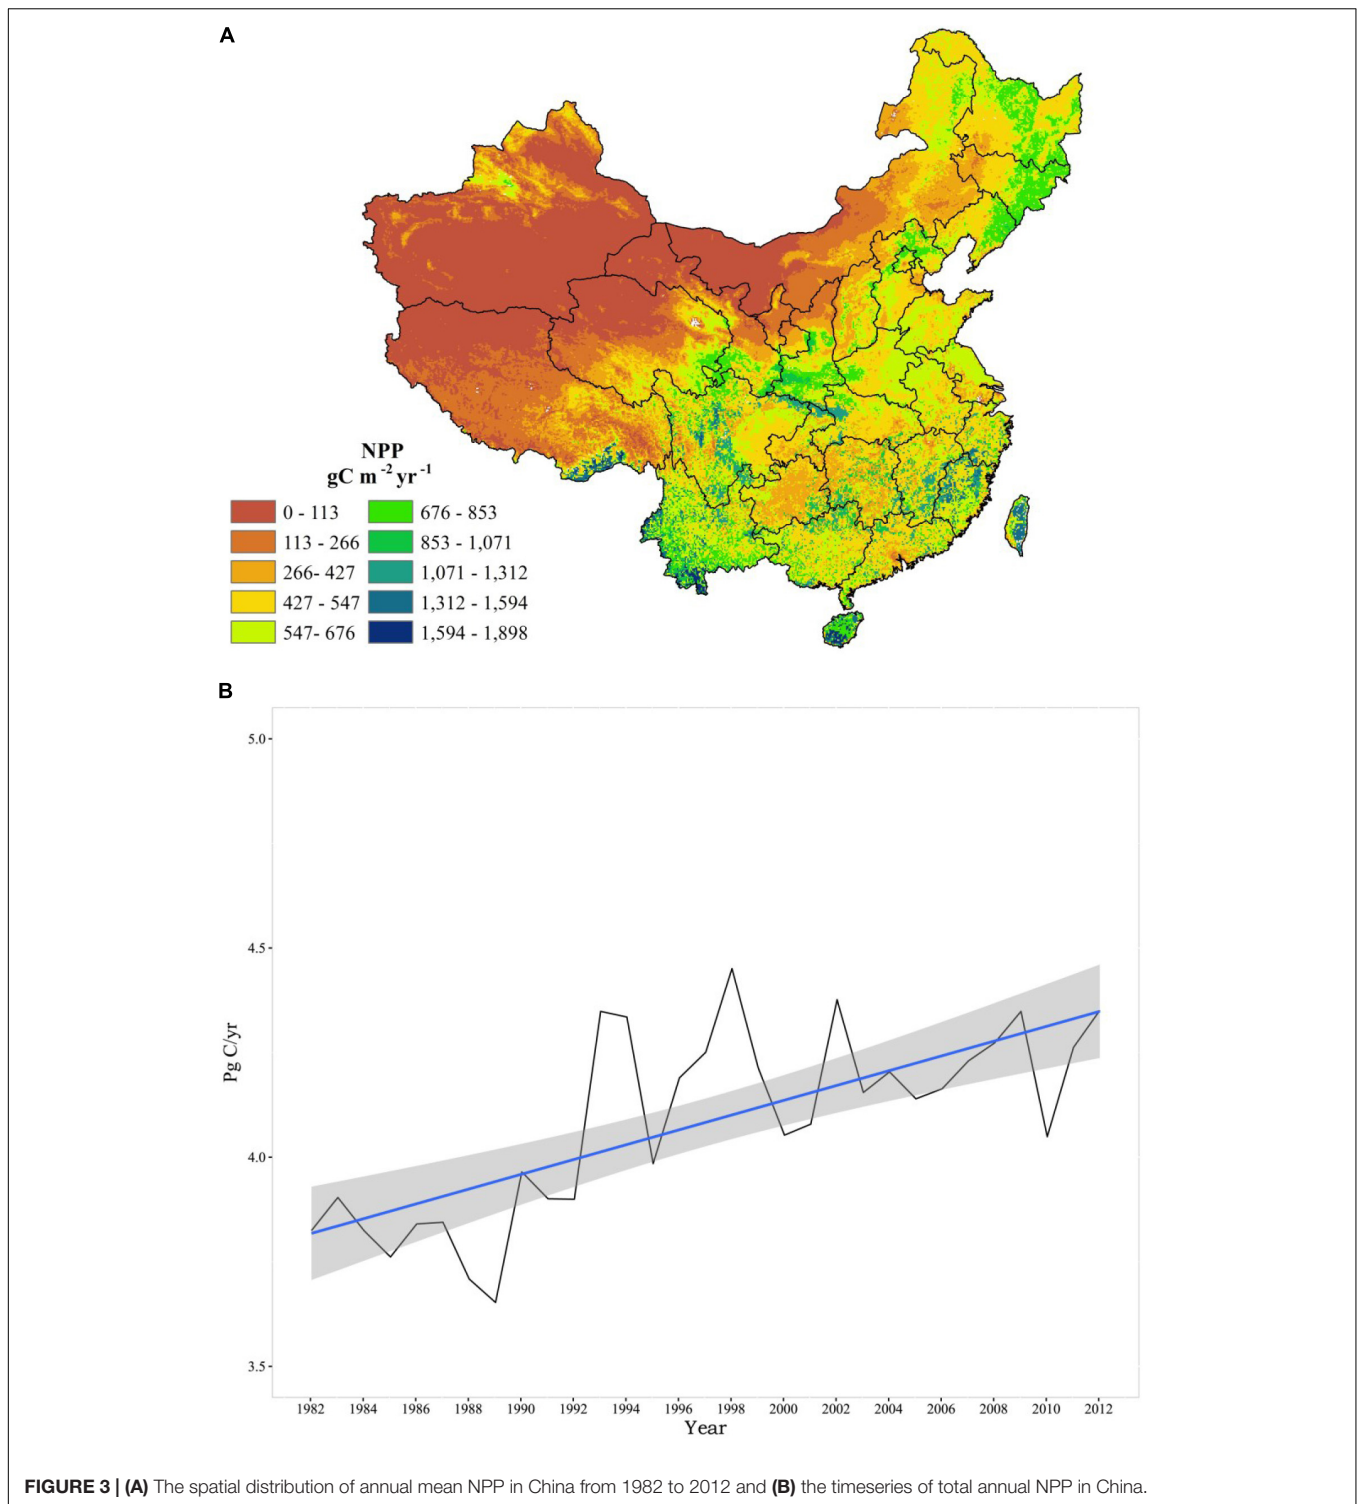 A
NPP
gC m⁻² yr⁻¹
0 - 113
676 - 853
113 - 266
853 - 1,071
266- 427
1,071 - 1,312
427 - 547
1,312 - 1,594
547- 676
1,594 - 1,898
B
5.0
4.5
4.0
3.5
Pg C/yr
1982 1984 1986 1988 1990 1992 1994 1996 1998 2000 2002 2004 2006 2008 2010 2012
Year
FIGURE 3 | (A) The spatial distribution of annual mean NPP in China from 1982 to 2012 and (B) the timeseries of total annual NPP in China.